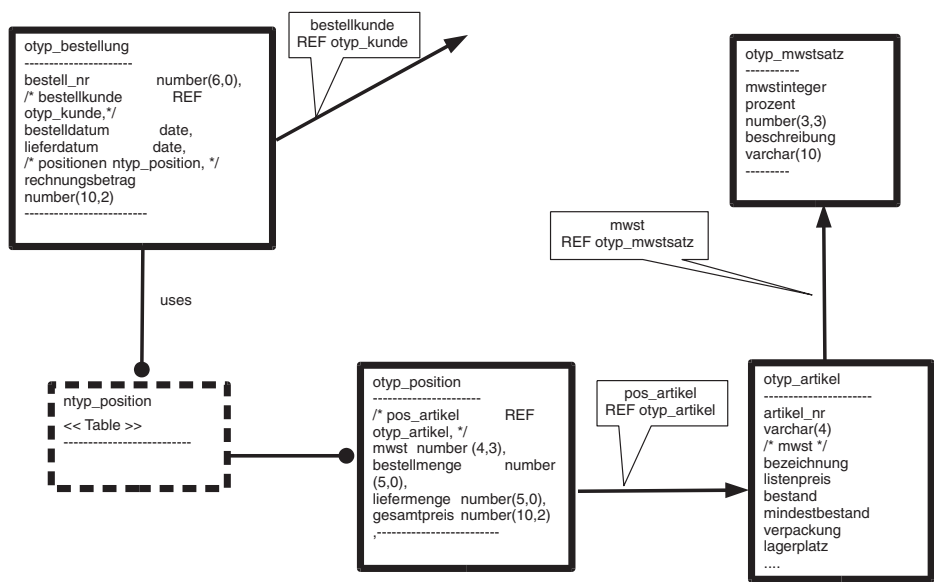 otyp_bestellung
----------------------
bestell_nr number(6,0),
/* bestellkunde REF
otyp_kunde,*/
bestelldatum date,
lieferdatum date,
/* positionen ntyp_position, */
rechnungsbetrag
number(10,2)
-------------------------
bestellkunde
REF otyp_kunde
otyp_mwstsatz
-----------
mwstinteger
prozent
number(3,3)
beschreibung
varchar(10)
---------
mwst
REF otyp_mwstsatz
uses
ntyp_position
<< Table >>
--------------------------
otyp_position
----------------------
/* pos_artikel REF
otyp_artikel, */
mwst number (4,3),
bestellmenge number
(5,0),
liefermenge number(5,0),
gesamtpreis number(10,2)
,-------------------------
pos_artikel
REF otyp_artikel
otyp_artikel
----------------------
artikel_nr
varchar(4)
/* mwst */
bezeichnung
listenpreis
bestand
mindestbestand
verpackung
lagerplatz
....